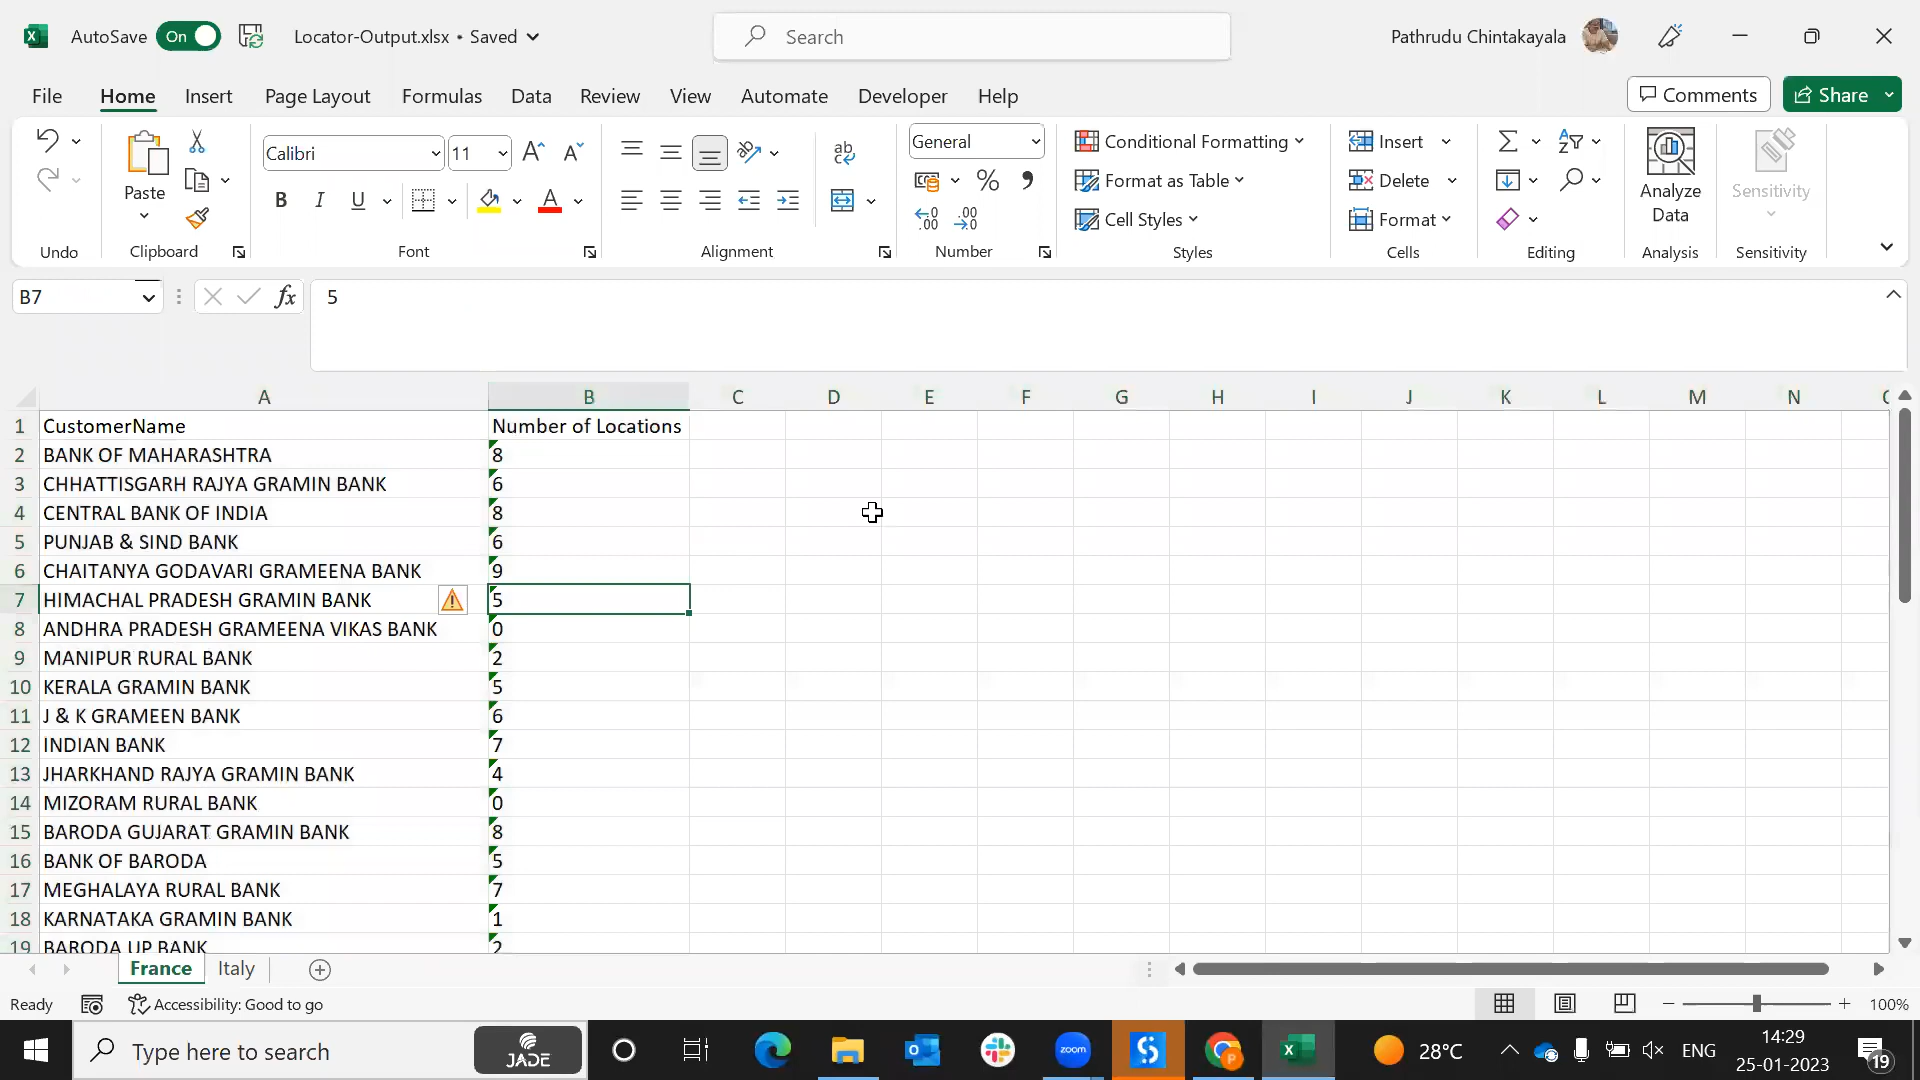 AutoSave On Locator-Output.xlsx • Saved Search Pathrudu Chintakayala
File Home Insert Page Layout Formulas Data Review View Automate Developer Help Comments Share
Paste
Calibri 11
B I U A
ab
General
% ,
.00 .00
Conditional Formatting
Format as Table
Cell Styles
Insert
Delete
Format
Analyze Data
Sensitivity
Undo Clipboard Font Alignment Number Styles Cells Editing Analysis Sensitivity
B7 fx 5
A B C D E F G H I J K L M N
1 CustomerName Number of Locations
2 BANK OF MAHARASHTRA 8
3 CHHATTISGARH RAJYA GRAMIN BANK 6
4 CENTRAL BANK OF INDIA 8
5 PUNJAB & SIND BANK 6
6 CHAITANYA GODAVARI GRAMEENA BANK 9
7 HIMACHAL PRADESH GRAMIN BANK 5
8 ANDHRA PRADESH GRAMEENA VIKAS BANK 0
9 MANIPUR RURAL BANK 2
10 KERALA GRAMIN BANK 5
11 J & K GRAMEEN BANK 6
12 INDIAN BANK 7
13 JHARKHAND RAJYA GRAMIN BANK 4
14 MIZORAM RURAL BANK 0
15 BARODA GUJARAT GRAMIN BANK 8
16 BANK OF BARODA 5
17 MEGHALAYA RURAL BANK 7
18 KARNATAKA GRAMIN BANK 1
19 BARODA UP BANK 2
France Italy
Ready Accessibility: Good to go 100%
Type here to search JADE zoom 28°C ENG 14:29
25-01-2023 19